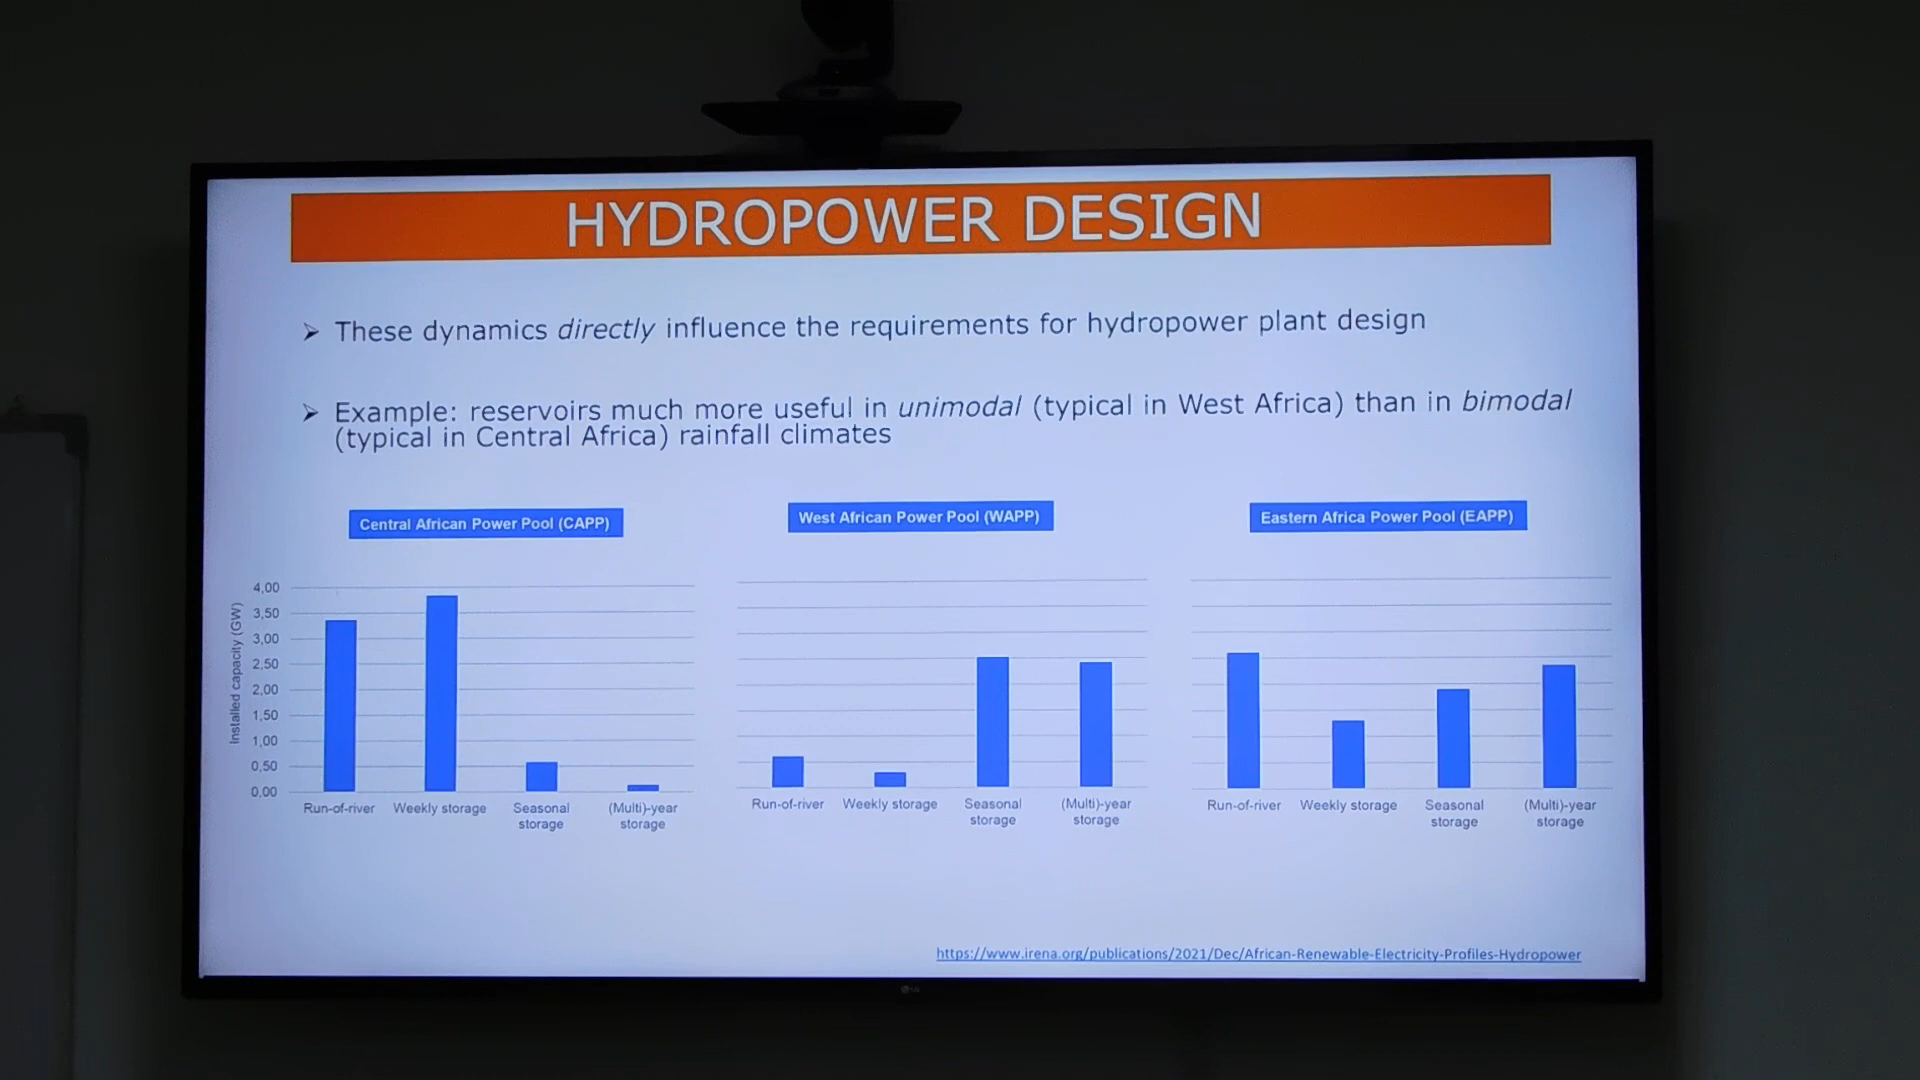 HYDROPOWER DESIGN
➢ These dynamics directly influence the requirements for hydropower plant design
➢ Example: reservoirs much more useful in unimodal (typical in West Africa) than in bimodal
(typical in Central Africa) rainfall climates
Central African Power Pool (CAPP)
Installed capacity (GW)
4,00
3,50
3,00
2,50
2,00
1,50
1,00
0,50
0,00
Run-of-river Weekly storage Seasonal storage (Multi)-year storage
West African Power Pool (WAPP)
Run-of-river Weekly storage Seasonal storage (Multi)-year storage
Eastern Africa Power Pool (EAPP)
Run-of-river Weekly storage Seasonal storage (Multi)-year storage
https://www.irena.org/publications/2021/Dec/African-Renewable-Electricity-Profiles-Hydropower
LG